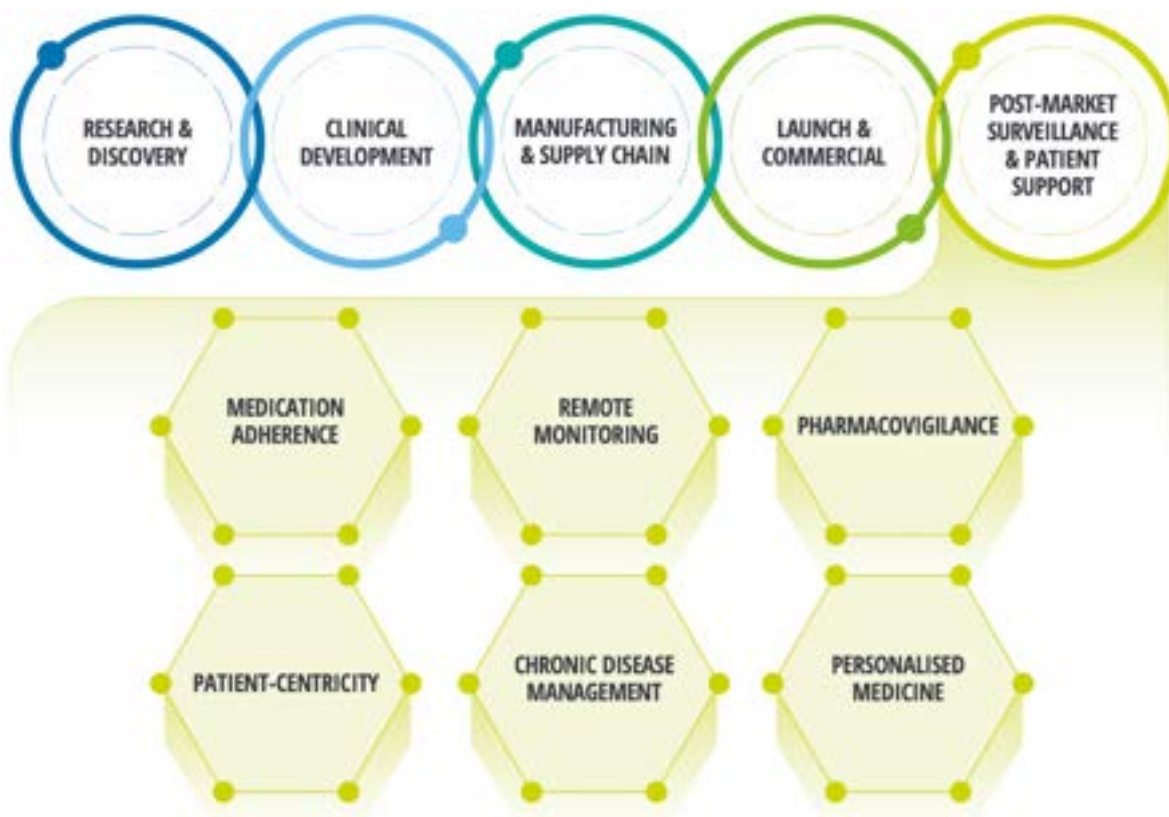 RESEARCH &
DISCOVERY
CLINICAL
DEVELOPMENT
MANUFACTURING
& SUPPLY CHAIN
LAUNCH &
COMMERCIAL
POST-MARKET
SURVEILLANCE
& PATIENT
SUPPORT
MEDICATION
ADHERENCE
REMOTE
MONITORING
PHARMACOVIGILANCE
PATIENT-CENTRICITY
CHRONIC DISEASE
MANAGEMENT
PERSONALISED
MEDICINE